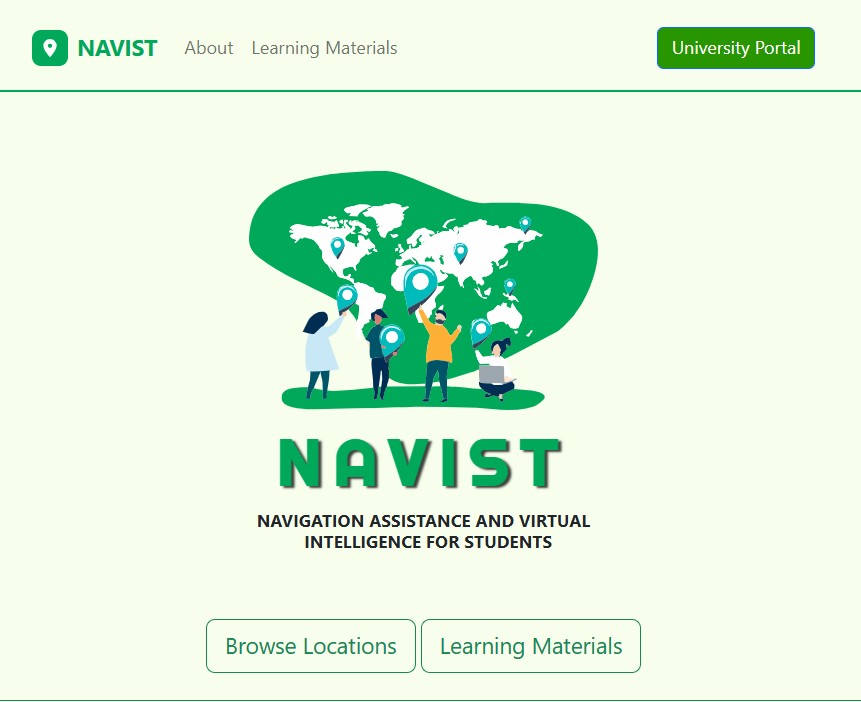 NAVIST
About
Learning Materials
University Portal
NAVIST
NAVIGATION ASSISTANCE AND VIRTUAL
INTELLIGENCE FOR STUDENTS
Browse Locations
Learning Materials